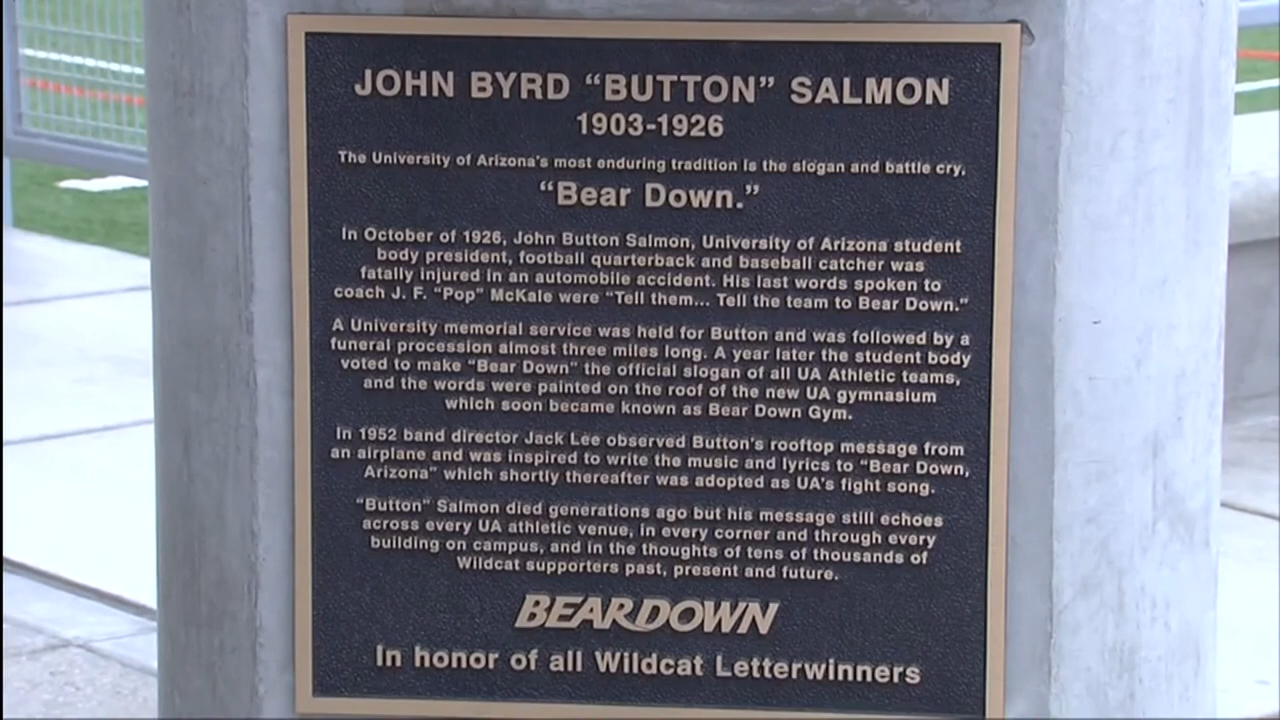 JOHN BYRD “BUTTON” SALMON
1903-1926
The University of Arizona's most enduring tradition is the slogan and battle cry.
“Bear Down.”
In October of 1926, John Button Salmon, University of Arizona student
body president, football quarterback and baseball catcher was
fatally injured in an automobile accident. His last words spoken to
coach J. F. “Pop” McKale were “Tell them... Tell the team to Bear Down.”
A University memorial service was held for Button and was followed by a
funeral procession almost three miles long. A year later the student body
voted to make “Bear Down” the official slogan of all UA Athletic teams,
and the words were painted on the roof of the new UA gymnasium
which soon became known as Bear Down Gym.
In 1952 band director Jack Lee observed Button's rooftop message from
an airplane and was inspired to write the music and lyrics to “Bear Down,
Arizona” which shortly thereafter was adopted as UA's fight song.
“Button” Salmon died generations ago but his message still echoes
across every UA athletic venue, in every corner and through every
building on campus, and in the thoughts of tens of thousands of
Wildcat supporters past, present and future.
BEAR DOWN
In honor of all Wildcat Letterwinners